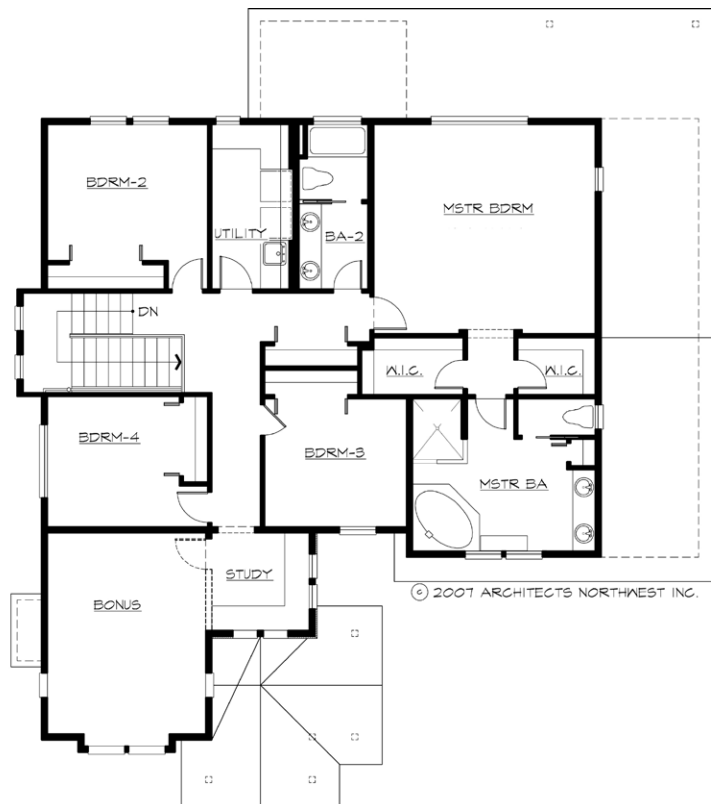 BDRM-2
MSTR BDRM
UTILITY
BA-2
DN
W.I.C.
W.I.C.
BDRM-4
BDRM-3
MSTR BA
STUDY
BONUS
© 2007 ARCHITECTS NORTHWEST INC.